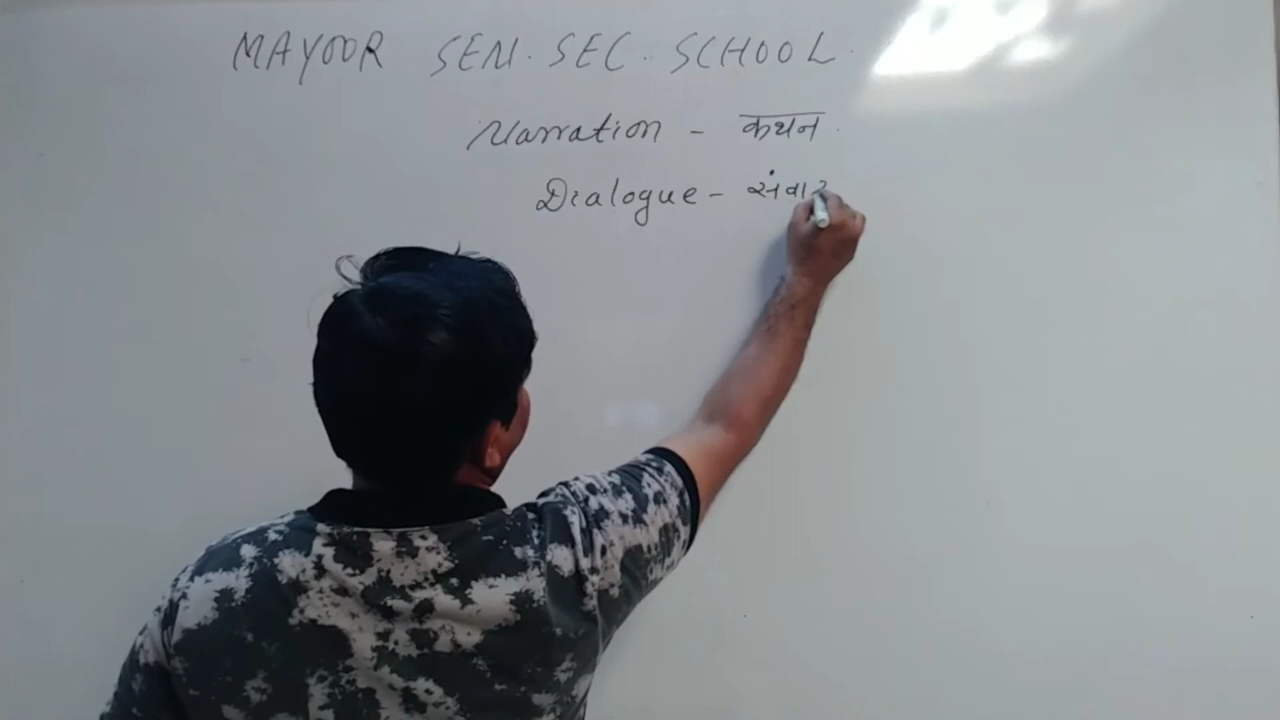 MAYOOR SEN. SEC. SCHOOL.
Narration - कथन.
Dialogue -